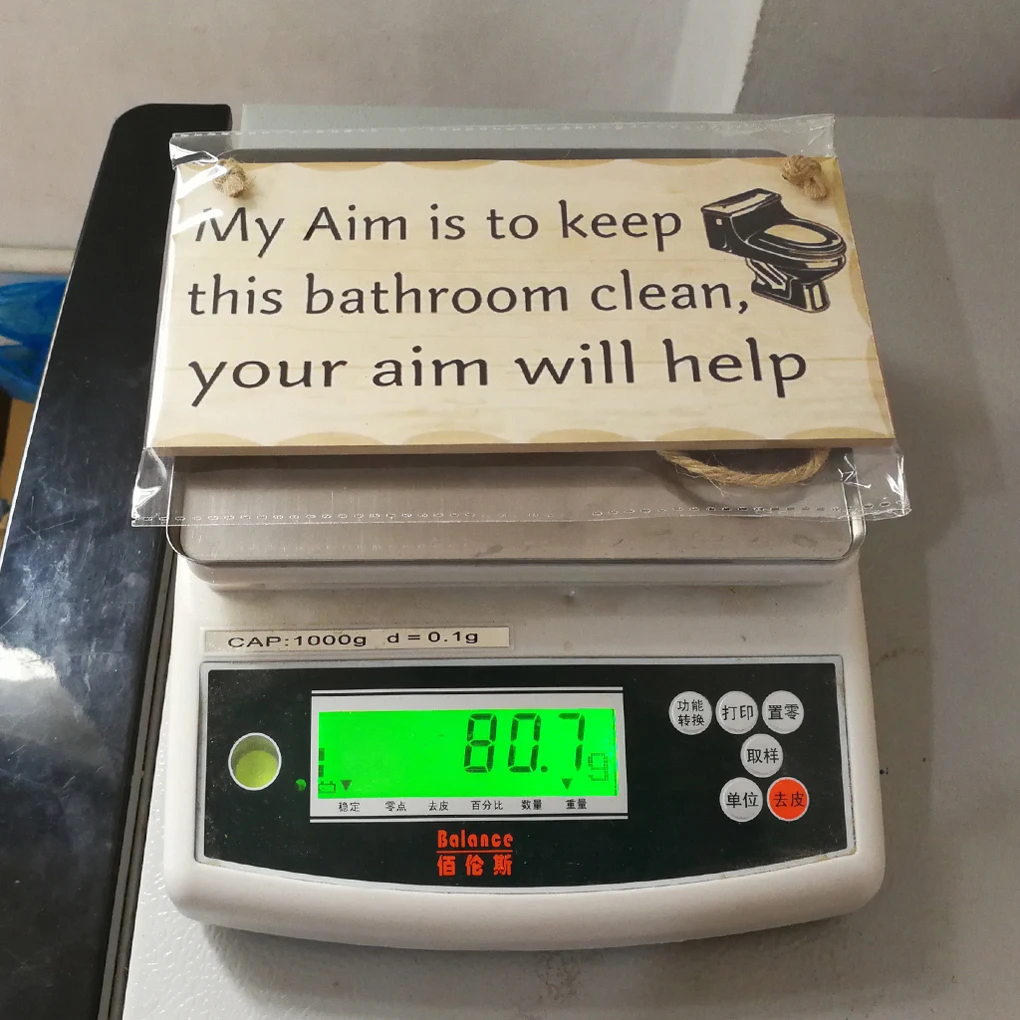 My Aim is to keep
this bathroom clean,
your aim will help
CAP:1000g d=0.1g
80.7g
稳定 零点 去皮 百分比 数量 重量
功能转换 打印 置零
取样
单位 去皮
Balance
佰伦斯